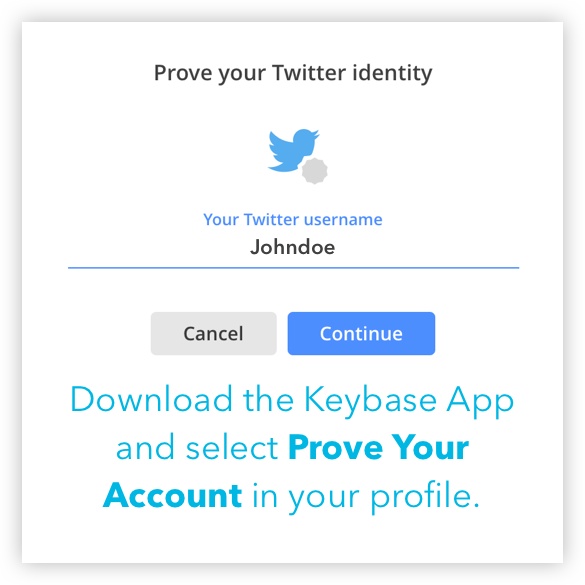 Prove your Twitter identity
Your Twitter username
Johndoe
Cancel Continue
Download the Keybase App
and select Prove Your
Account in your profile.